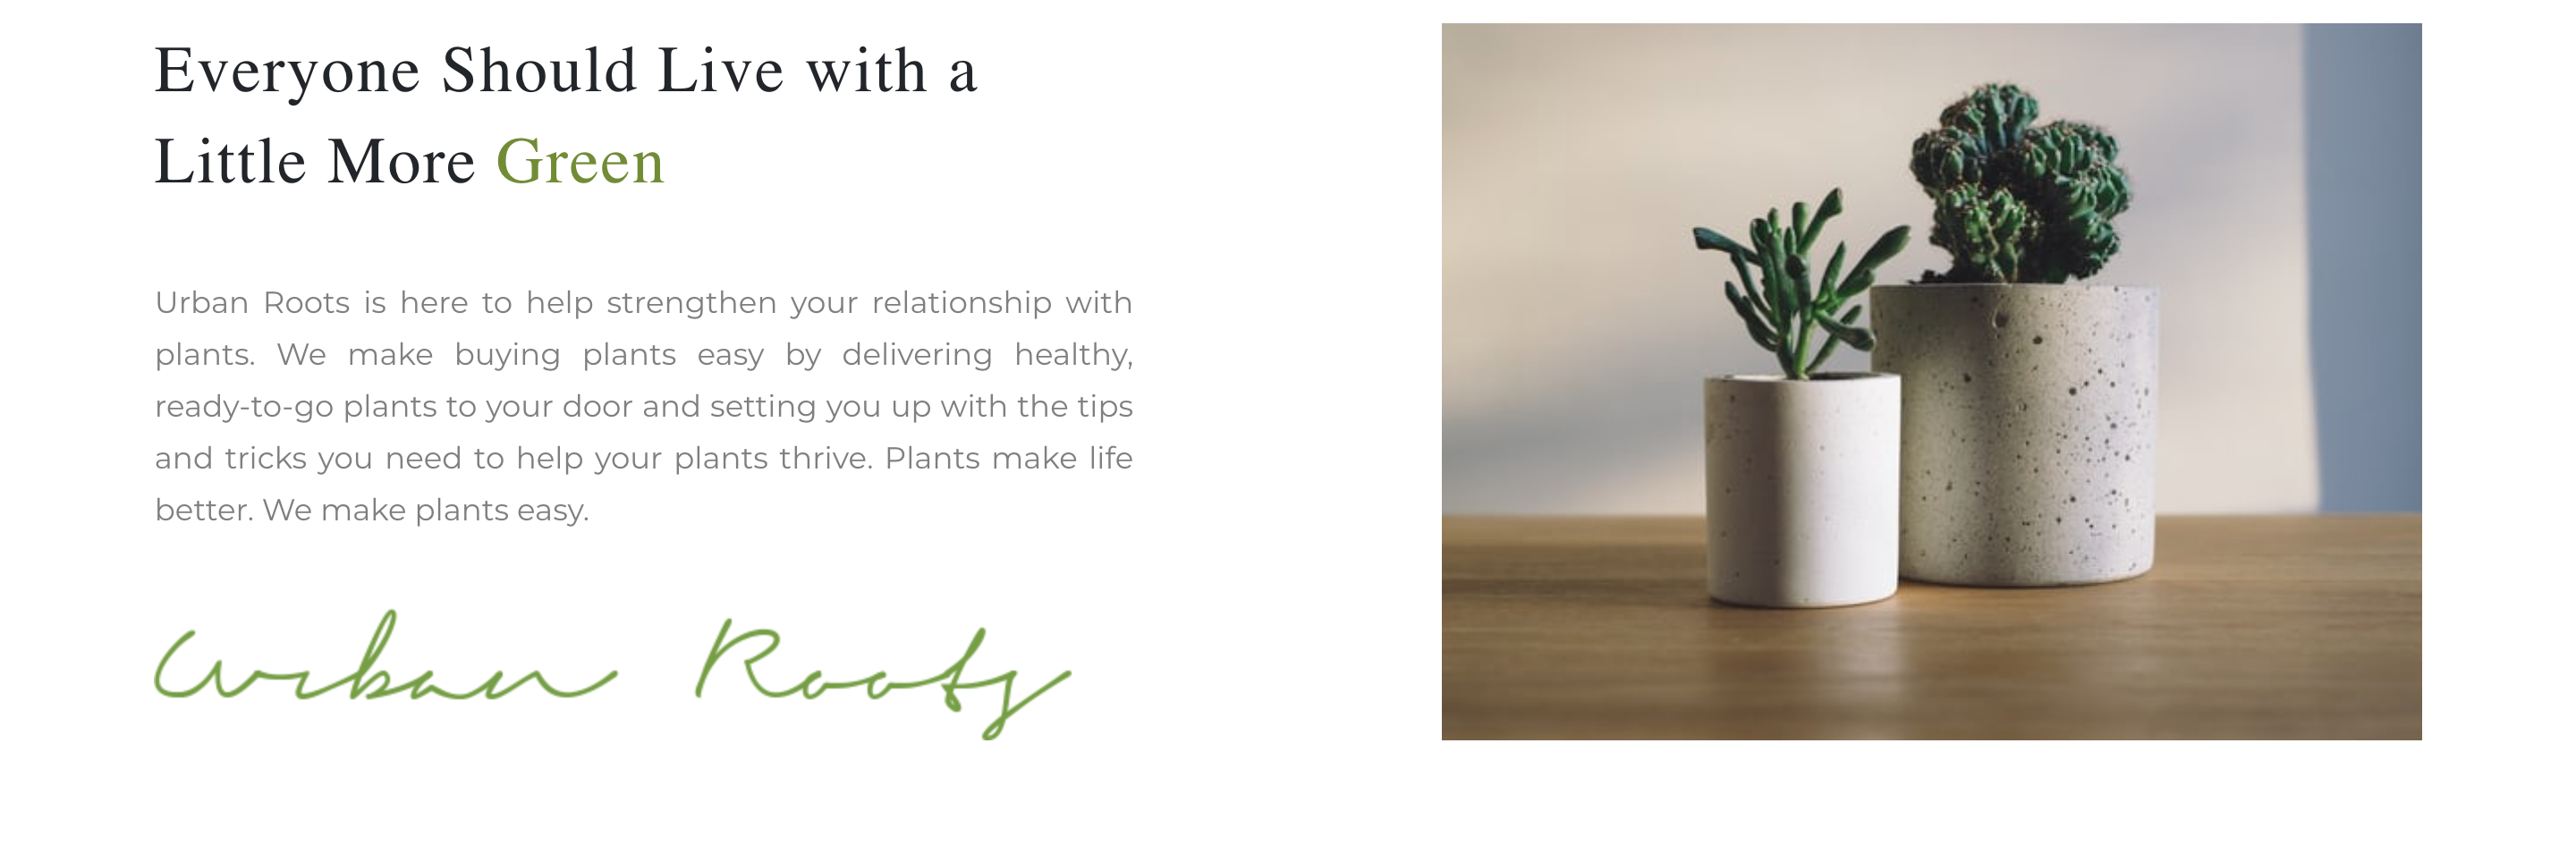 Everyone Should Live with a
Little More Green
Urban Roots is here to help strengthen your relationship with
plants. We make buying plants easy by delivering healthy,
ready-to-go plants to your door and setting you up with the tips
and tricks you need to help your plants thrive. Plants make life
better. We make plants easy.
Urban Roots